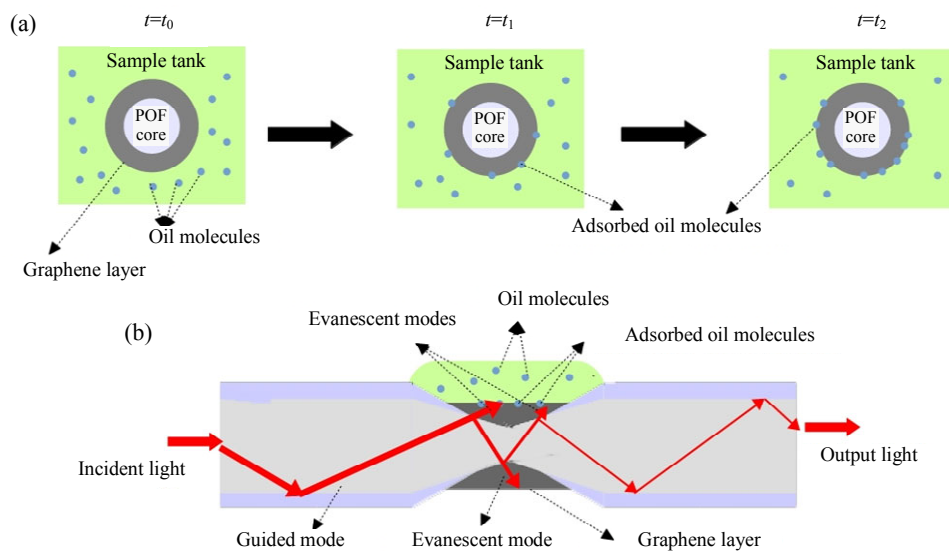 (a)
t=t0
t=t1
t=t2
Sample tank
Sample tank
Sample tank
POF
core
POF
core
POF
core
Oil molecules
Graphene layer
Adsorbed oil molecules
(b)
Oil molecules
Evanescent modes
Adsorbed oil molecules
Incident light
Output light
Guided mode
Evanescent mode
Graphene layer